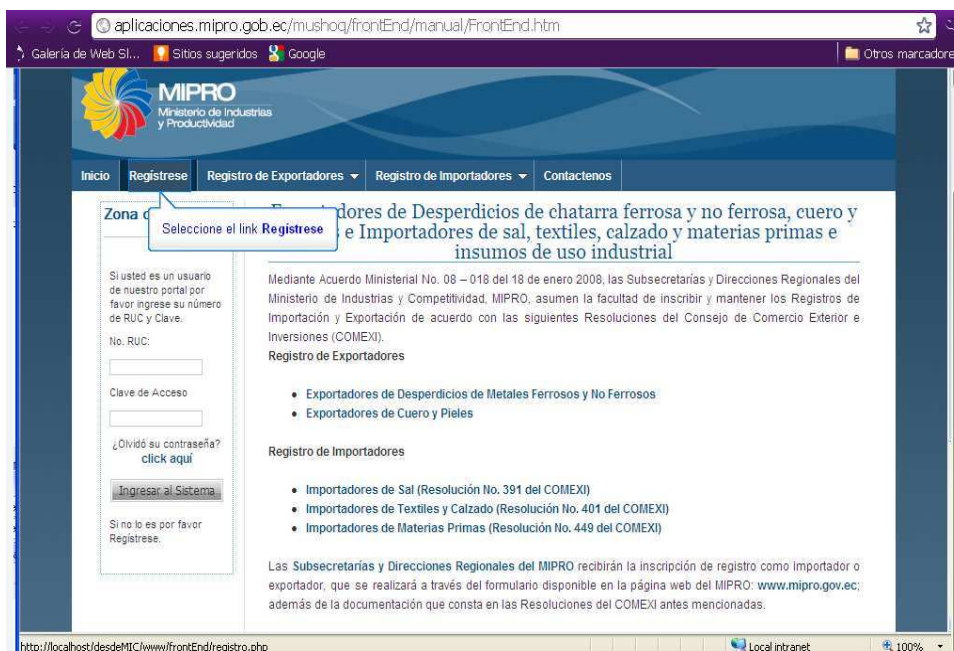 aplicaciones.mipro.gob.ec/mushoq/frontEnd/manual/FrontEnd.htm
Galería de Web Sl... Sitios sugeridos Google Otros marcadore
MIPRO
Ministerio de Industrias
y Productividad
Inicio Regístrese Registro de Exportadores Registro de Importadores Contactenos
Zona d
Seleccione el link Regístrese
dores de Desperdicios de chatarra ferrosa y no ferrosa, cuero y
s e Importadores de sal, textiles, calzado y materias primas e
insumos de uso industrial
Si usted es un usuario
de nuestro portal por
favor ingrese su número
de RUC y Clave.
No. RUC:
Clave de Acceso
¿Olvidó su contraseña?
click aquí
Ingresar al Sistema
Si no lo es por favor
Regístrese.
Mediante Acuerdo Ministerial No. 08 – 018 del 18 de enero 2008, las Subsecretarías y Direcciones Regionales del
Ministerio de Industrias y Competitividad, MIPRO, asumen la facultad de inscribir y mantener los Registros de
Importación y Exportación de acuerdo con las siguientes Resoluciones del Consejo de Comercio Exterior e
Inversiones (COMEXI).
Registro de Exportadores
• Exportadores de Desperdicios de Metales Ferrosos y No Ferrosos
• Exportadores de Cuero y Pieles
Registro de Importadores
• Importadores de Sal (Resolución No. 391 del COMEXI)
• Importadores de Textiles y Calzado (Resolución No. 401 del COMEXI)
• Importadores de Materias Primas (Resolución No. 449 del COMEXI)
Las Subsecretarías y Direcciones Regionales del MIPRO recibirán la inscripción de registro como importador o
exportador, que se realizará a través del formulario disponible en la página web del MIPRO: www.mipro.gov.ec;
además de la documentación que consta en las Resoluciones del COMEXI antes mencionadas.
http://localhost/desdeMIC/www/frontEnd/registro.php Local intranet 100%